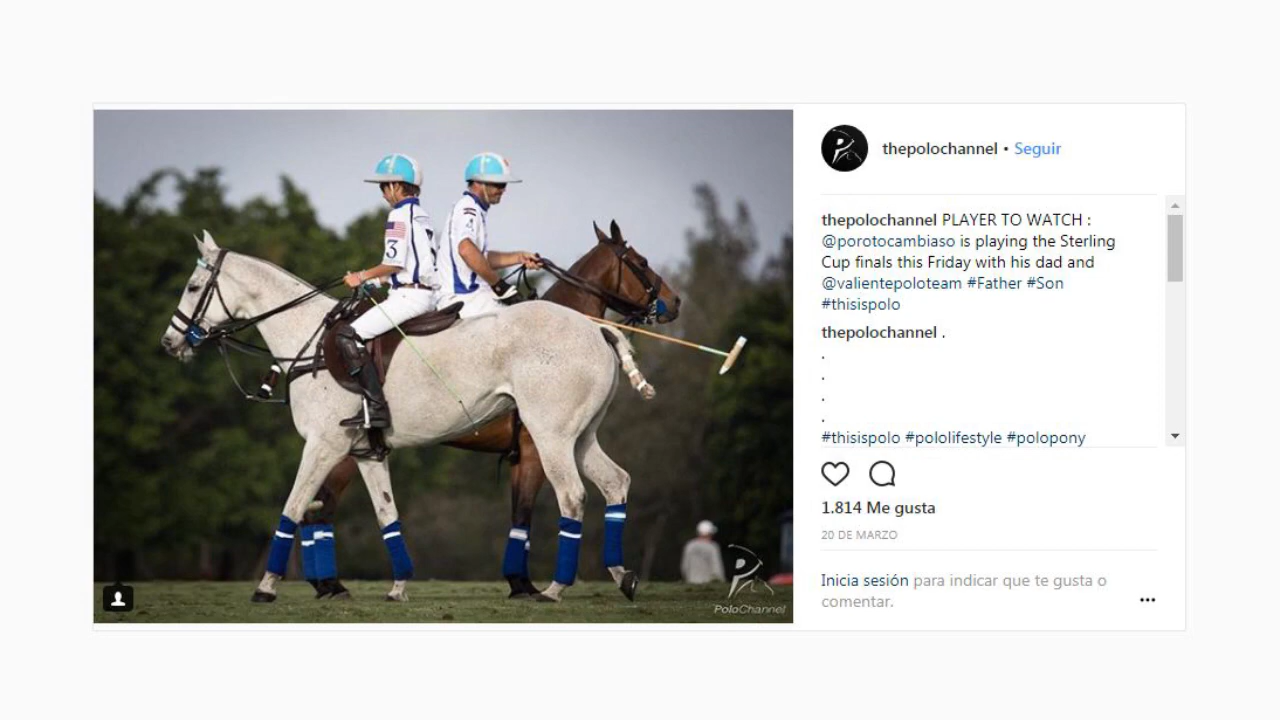 3
PoloChannel
thepolochannel • Seguir
thepolochannel PLAYER TO WATCH :
@porotocambiaso is playing the Sterling
Cup finals this Friday with his dad and
@valientepoloteam #Father #Son
#thisispolo
thepolochannel .
.
.
.
.
#thisispolo #pololifestyle #polopony
1.814 Me gusta
20 DE MARZO
Inicia sesión para indicar que te gusta o
comentar.